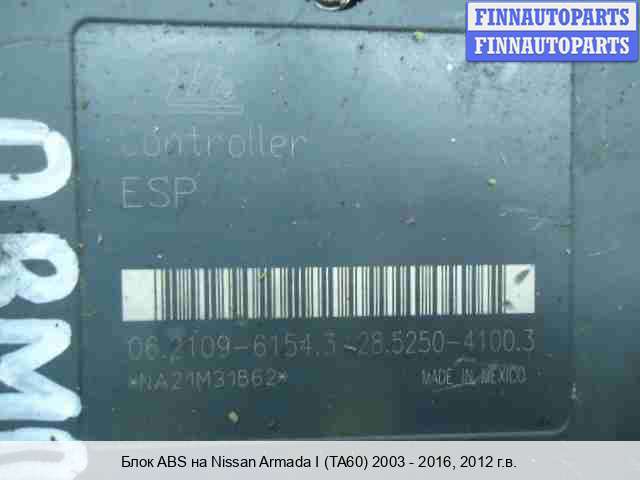 FINNAUTOPARTS
FINNAUTOPARTS
Controller
ESP
06.2109-6154.3-28.5250-4100.3
*NA21M31B62*
MADE IN MEXICO
Блок ABS на Nissan Armada I (TA60) 2003 - 2016, 2012 г.в.